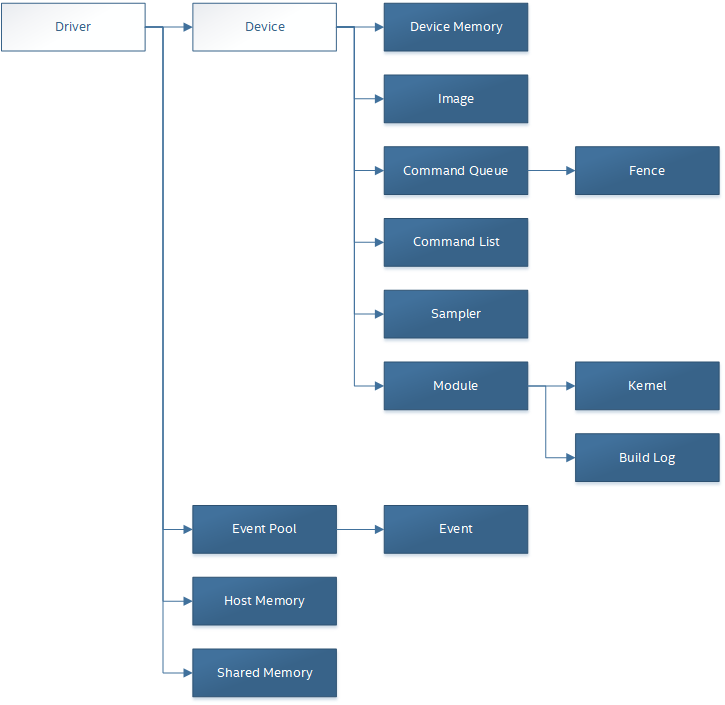 Driver
Device
Device Memory
Image
Command Queue
Fence
Command List
Sampler
Module
Kernel
Build Log
Event Pool
Event
Host Memory
Shared Memory